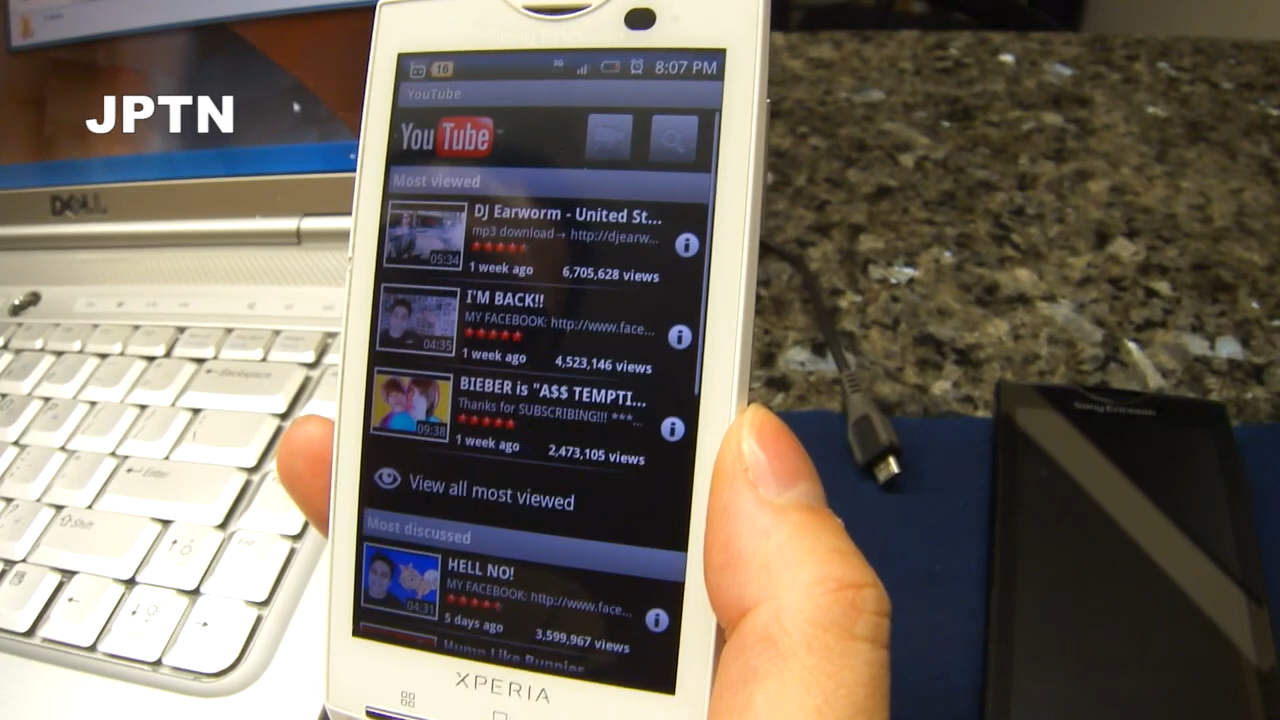 JPTN
DELL
16 3G 8:07 PM
YouTube
You Tube
Most viewed
DJ Earworm - United St...
mp3 download→ http://djearw...
05:34
1 week ago 6,705,628 views
I'M BACK!!
MY FACEBOOK: http://www.face...
04:35
1 week ago 4,523,146 views
BIEBER is "A$$ TEMPTI...
Thanks for SUBSCRIBING!!! ***...
09:38
1 week ago 2,473,105 views
View all most viewed
Most discussed
HELL NO!
MY FACEBOOK: http://www.face...
04:31
5 days ago 3,599,967 views
Hump Like Bunnies
XPERIA
Sony Ericsson
Backspace
Enter
Shift